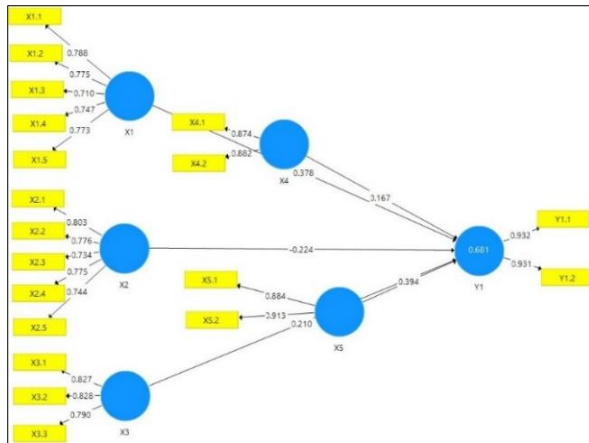 X1.1
X1.2
X1.3
X1.4
X1.5
0.788
0.775
0.710
0.747
0.773
X1
X4.1
X4.2
0.874
0.882
X4
0.378
0.167
X2.1
X2.2
X2.3
X2.4
X2.5
0.803
0.776
0.734
0.775
0.744
X2
-0.224
X5.1
X5.2
0.884
0.913
X5
0.394
0.210
X3.1
X3.2
X3.3
0.827
0.828
0.790
X3
0.681
Y1
0.932
0.931
Y1.1
Y1.2